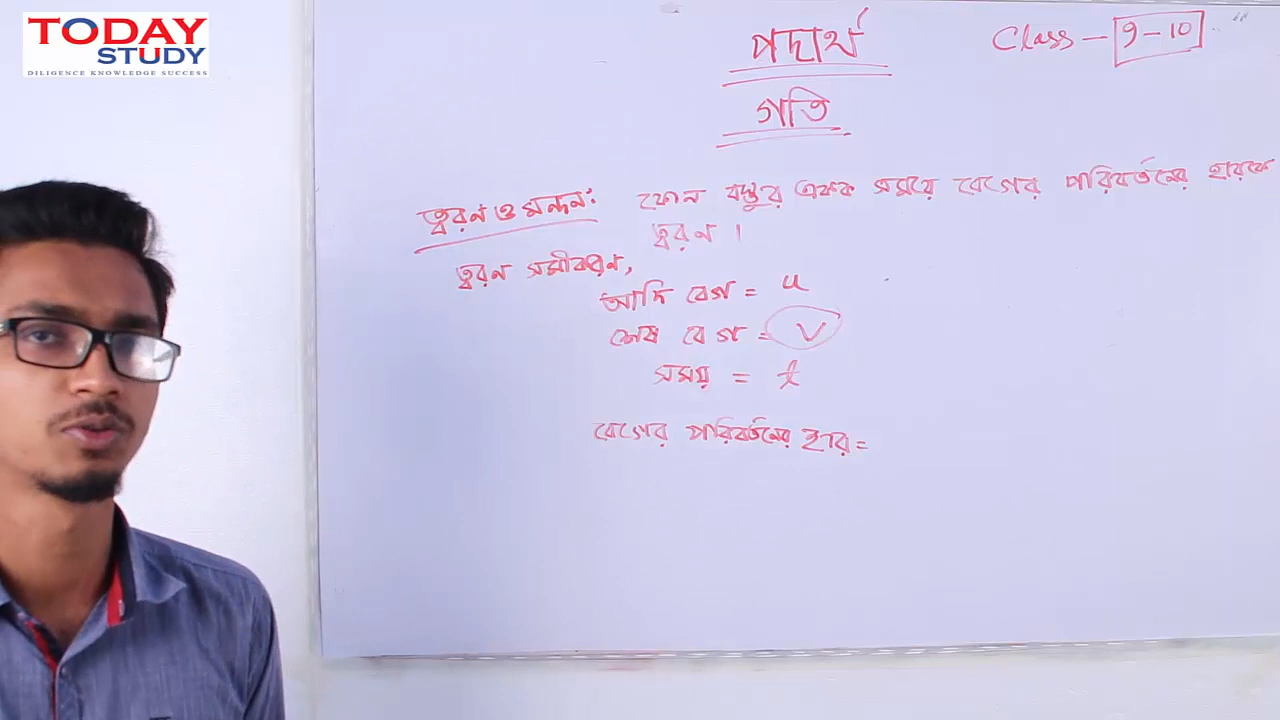 TODAY
STUDY
DILIGENCE KNOWLEDGE SUCCESS
পদার্থ
Class - 9-10
গতি
ত্বরণ ও মন্দন: কোন বস্তুর একক সময়ে বেগের পরিবর্তনের হারকে
ত্বরণ ।
ত্বরণ সমীকরণ,
আদি বেগ = u
শেষ বেগ = v
সময় = t
বেগের পরিবর্তনের হার =